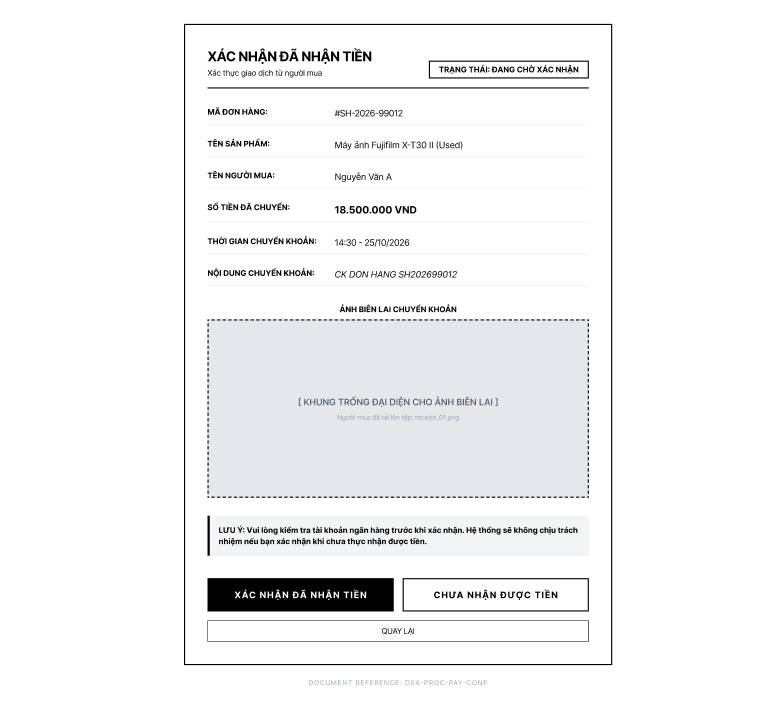 XÁC NHẬN ĐÃ NHẬN TIỀN
Xác thực giao dịch từ người mua
TRẠNG THÁI: ĐANG CHỜ XÁC NHẬN
MÃ ĐƠN HÀNG: #SH-2026-99012
TÊN SẢN PHẨM: Máy ảnh Fujifilm X-T30 II (Used)
TÊN NGƯỜI MUA: Nguyễn Văn A
SỐ TIỀN ĐÃ CHUYỂN: 18.500.000 VND
THỜI GIAN CHUYỂN KHOẢN: 14:30 - 25/10/2026
NỘI DUNG CHUYỂN KHOẢN: CK DON HANG SH202699012
ẢNH BIÊN LAI CHUYỂN KHOẢN
[ KHUNG TRỐNG ĐẠI DIỆN CHO ẢNH BIÊN LAI ]
Người mua đã tải lên tệp: receipt_01.png
LƯU Ý: Vui lòng kiểm tra tài khoản ngân hàng trước khi xác nhận. Hệ thống sẽ không chịu trách
nhiệm nếu bạn xác nhận khi chưa thực nhận được tiền.
XÁC NHẬN ĐÃ NHẬN TIỀN
CHƯA NHẬN ĐƯỢC TIỀN
QUAY LẠI
DOCUMENT REFERENCE: D04-PROC-PAY-CONF